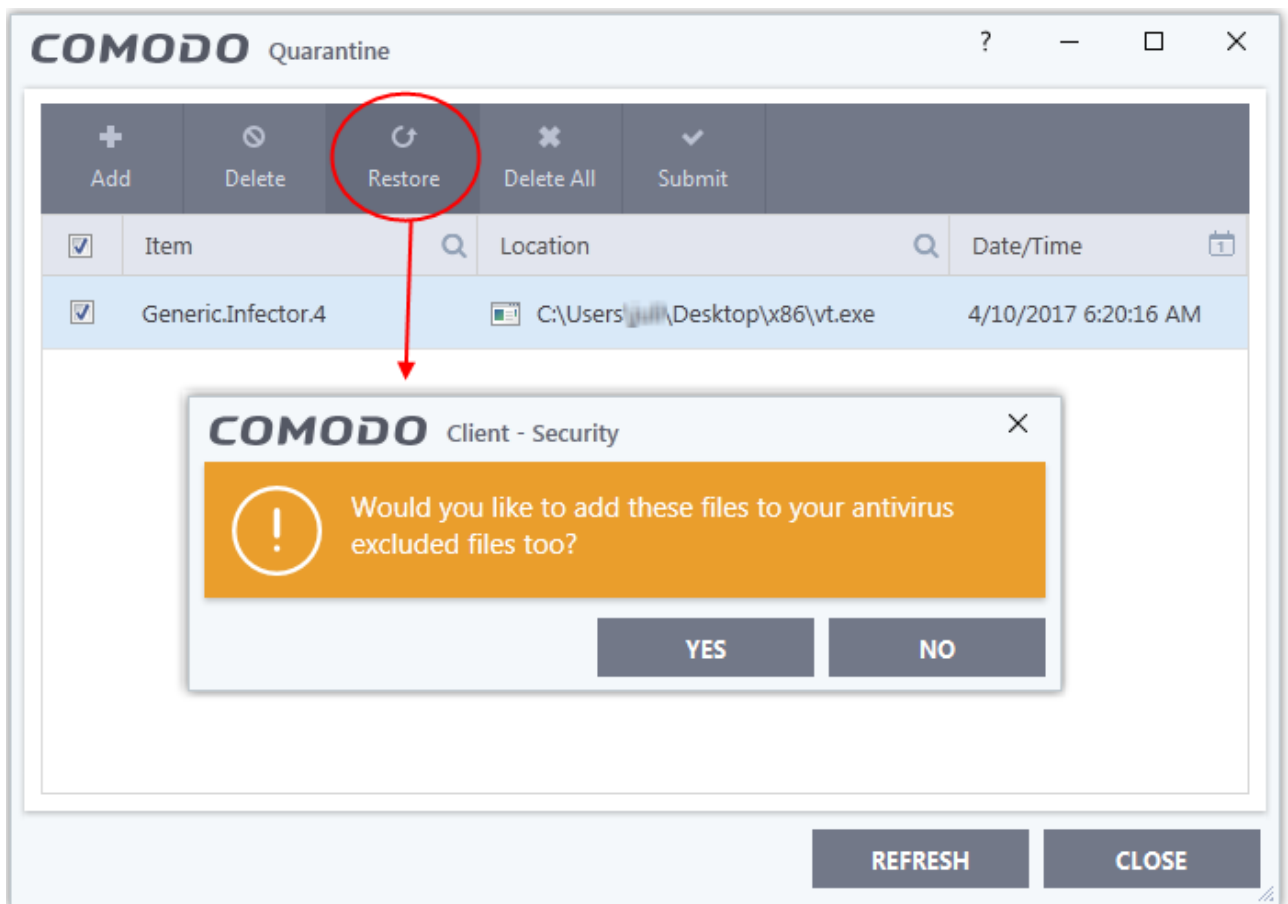 COMODO Quarantine ?
Add Delete Restore Delete All Submit
Item Location Date/Time 1
Generic.Infector.4 C:\Users\ \Desktop\x86\vt.exe 4/10/2017 6:20:16 AM
COMODO Client - Security
Would you like to add these files to your antivirus
excluded files too?
YES NO
REFRESH CLOSE